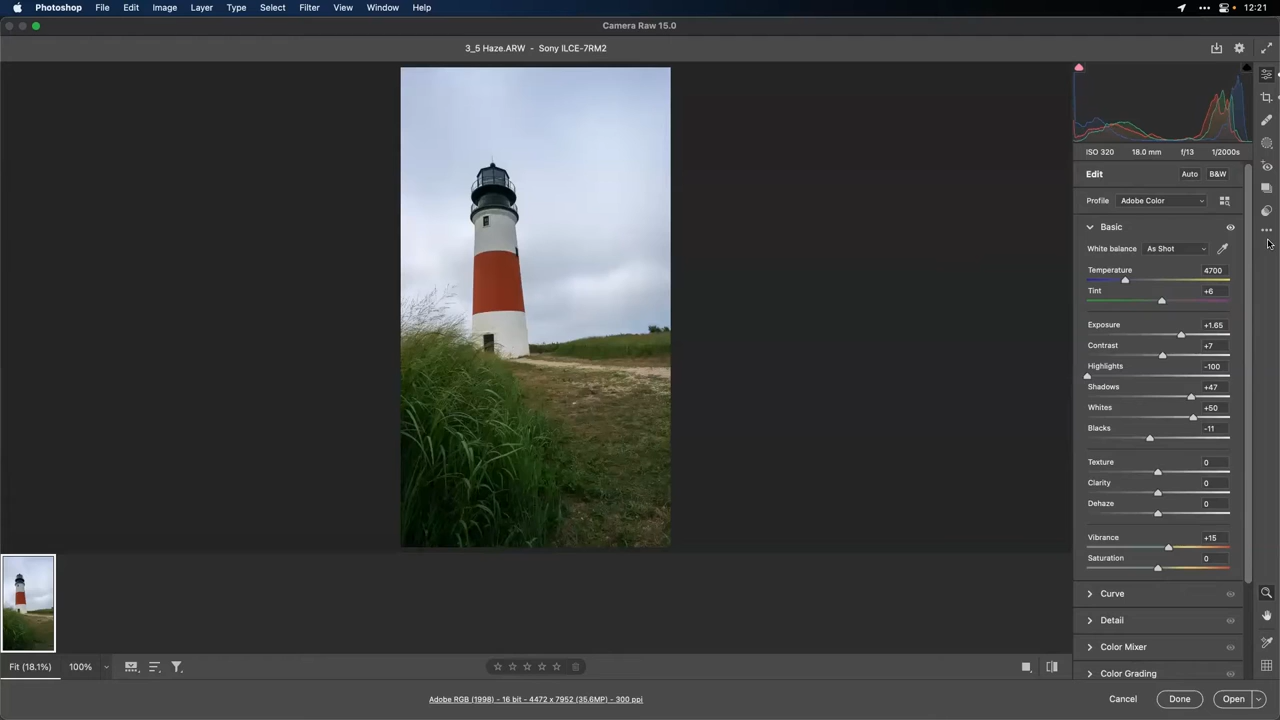 Photoshop File Edit Image Layer Type Select Filter View Window Help 12:21
Camera Raw 15.0
3_5 Haze.ARW - Sony ILCE-7RM2
ISO 320 18.0 mm f/13 1/2000s
Edit Auto B&W
Profile Adobe Color
Basic
White balance As Shot
Temperature 4700
Tint +6
Exposure +1.65
Contrast +7
Highlights -100
Shadows +47
Whites +50
Blacks -11
Texture 0
Clarity 0
Dehaze 0
Vibrance +15
Saturation 0
Curve
Detail
Color Mixer
Color Grading
Fit (18.1%) 100%
Adobe RGB (1998) - 16 bit - 4472 x 7952 (35.6MP) - 300 ppi
Cancel Done Open